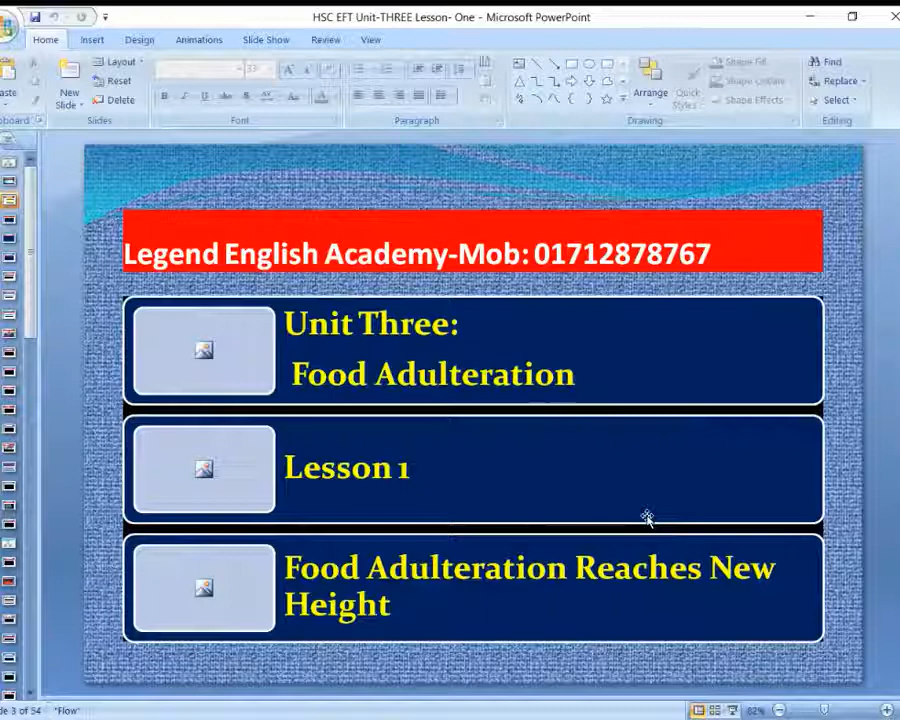 HSC EFT Unit-THREE Lesson- One - Microsoft PowerPoint
Home Insert Design Animations Slide Show Review View
Layout
Reset
Delete
New
Slide
Slides
33
Font
Paragraph
Arrange
Quick
Styles
Shape Fill
Shape Outline
Shape Effects
Drawing
Find
Replace
Select
Editing
Legend English Academy-Mob: 01712878767
Unit Three:
Food Adulteration
Lesson 1
Food Adulteration Reaches New
Height
3 of 54 "Flow" 82%